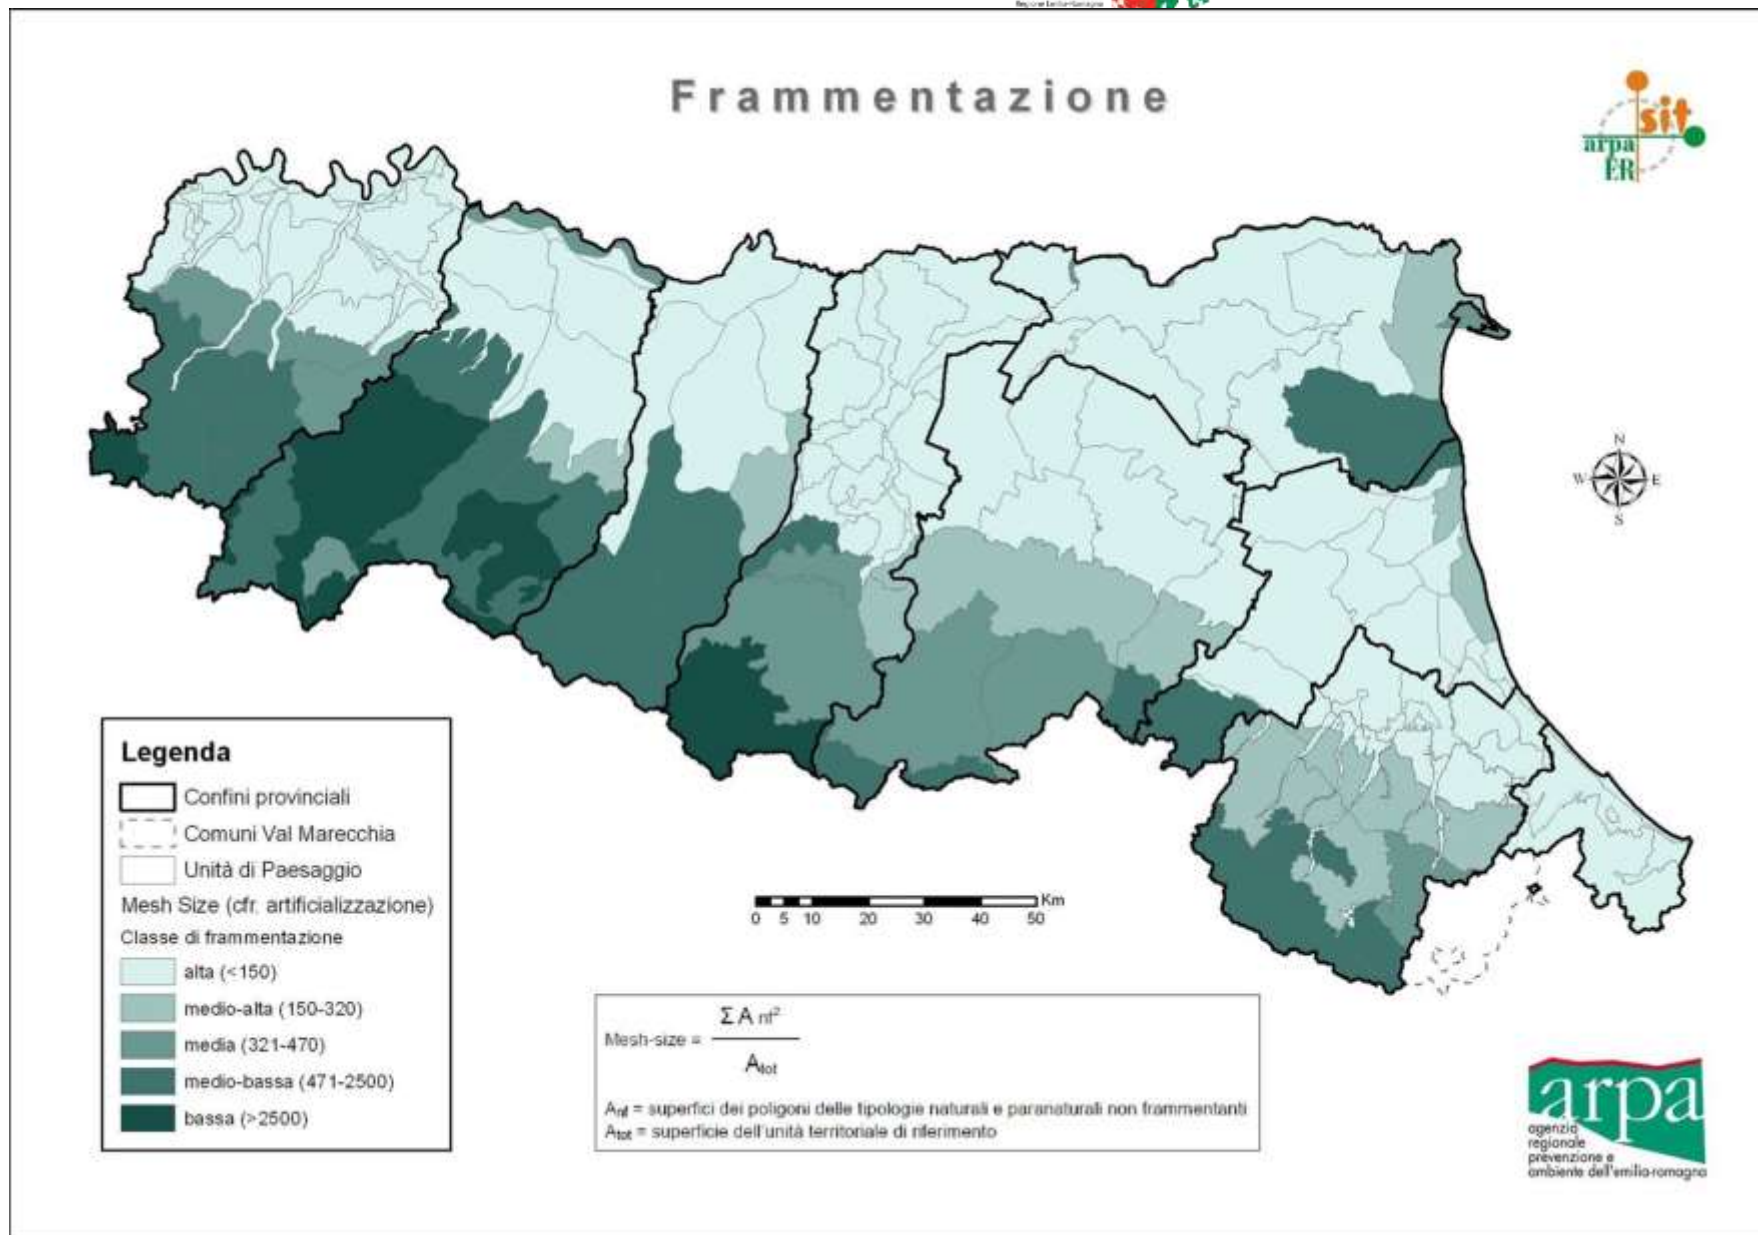 Regione Emilia-Romagna
Frammentazione
sit
arpa
ER
N
W E
S
Legenda
Confini provinciali
Comuni Val Marecchia
Unità di Paesaggio
Mesh Size (cfr. artificializzazione)
Classe di frammentazione
alta (<150)
medio-alta (150-320)
media (321-470)
medio-bassa (471-2500)
bassa (>2500)
Km
0 5 10 20 30 40 50
Mesh-size = Σ A nf² / Atot
Anf = superfici dei poligoni delle tipologie naturali e paranaturali non frammentanti
Atot = superficie dell'unità territoriale di riferimento
arpa
agenzia
regionale
prevenzione e
ambiente dell'emilia-romagna